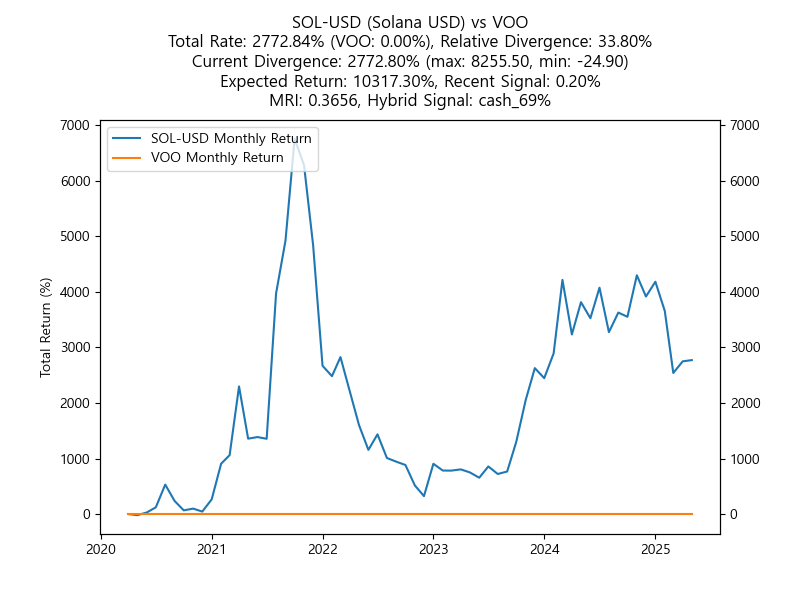 SOL-USD (Solana USD) vs VOO
Total Rate: 2772.84% (VOO: 0.00%), Relative Divergence: 33.80%
Current Divergence: 2772.80% (max: 8255.50, min: -24.90)
Expected Return: 10317.30%, Recent Signal: 0.20%
MRI: 0.3656, Hybrid Signal: cash_69%
SOL-USD Monthly Return
VOO Monthly Return
Total Return (%)
7000
6000
5000
4000
3000
2000
1000
0
7000
6000
5000
4000
3000
2000
1000
0
2020
2021
2022
2023
2024
2025